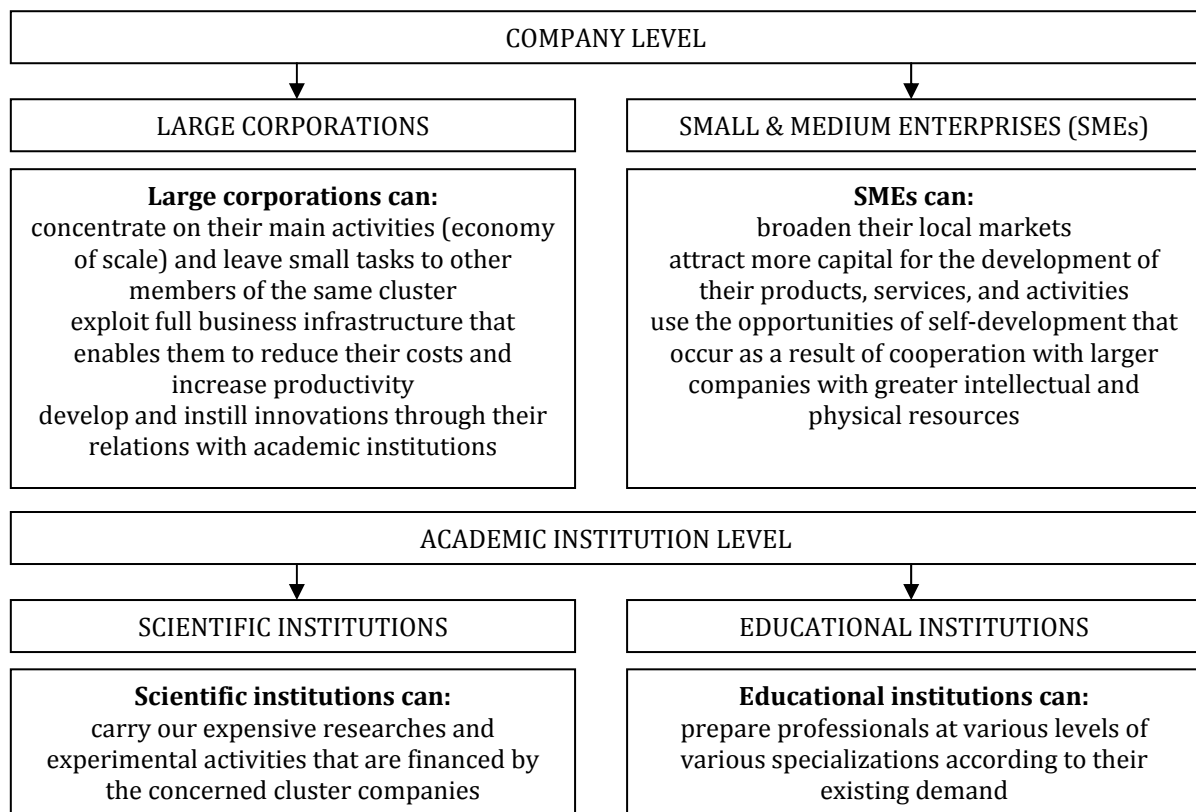 COMPANY LEVEL
LARGE CORPORATIONS
SMALL & MEDIUM ENTERPRISES (SMEs)
Large corporations can:
concentrate on their main activities (economy
of scale) and leave small tasks to other
members of the same cluster
exploit full business infrastructure that
enables them to reduce their costs and
increase productivity
develop and instill innovations through their
relations with academic institutions
SMEs can:
broaden their local markets
attract more capital for the development of
their products, services, and activities
use the opportunities of self-development that
occur as a result of cooperation with larger
companies with greater intellectual and
physical resources
ACADEMIC INSTITUTION LEVEL
SCIENTIFIC INSTITUTIONS
EDUCATIONAL INSTITUTIONS
Scientific institutions can:
carry our expensive researches and
experimental activities that are financed by
the concerned cluster companies
Educational institutions can:
prepare professionals at various levels of
various specializations according to their
existing demand